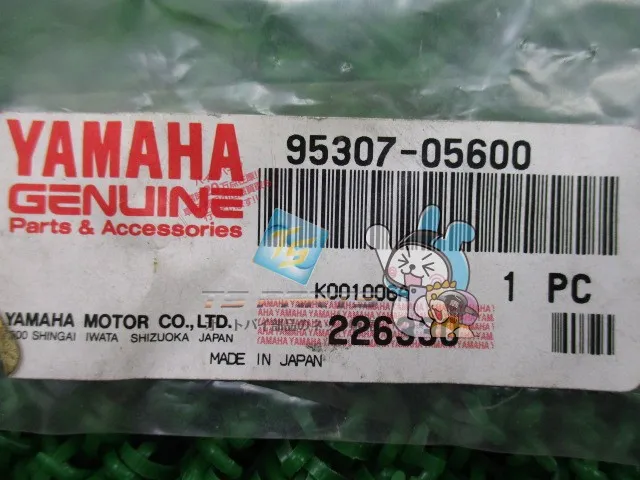 YAMAHA
GENUINE
Parts & Accessories
95307-05600
1 PC
YAMAHA MOTOR CO., LTD.
SHINGAI IWATA SHIZUOKA JAPAN
MADE IN JAPAN